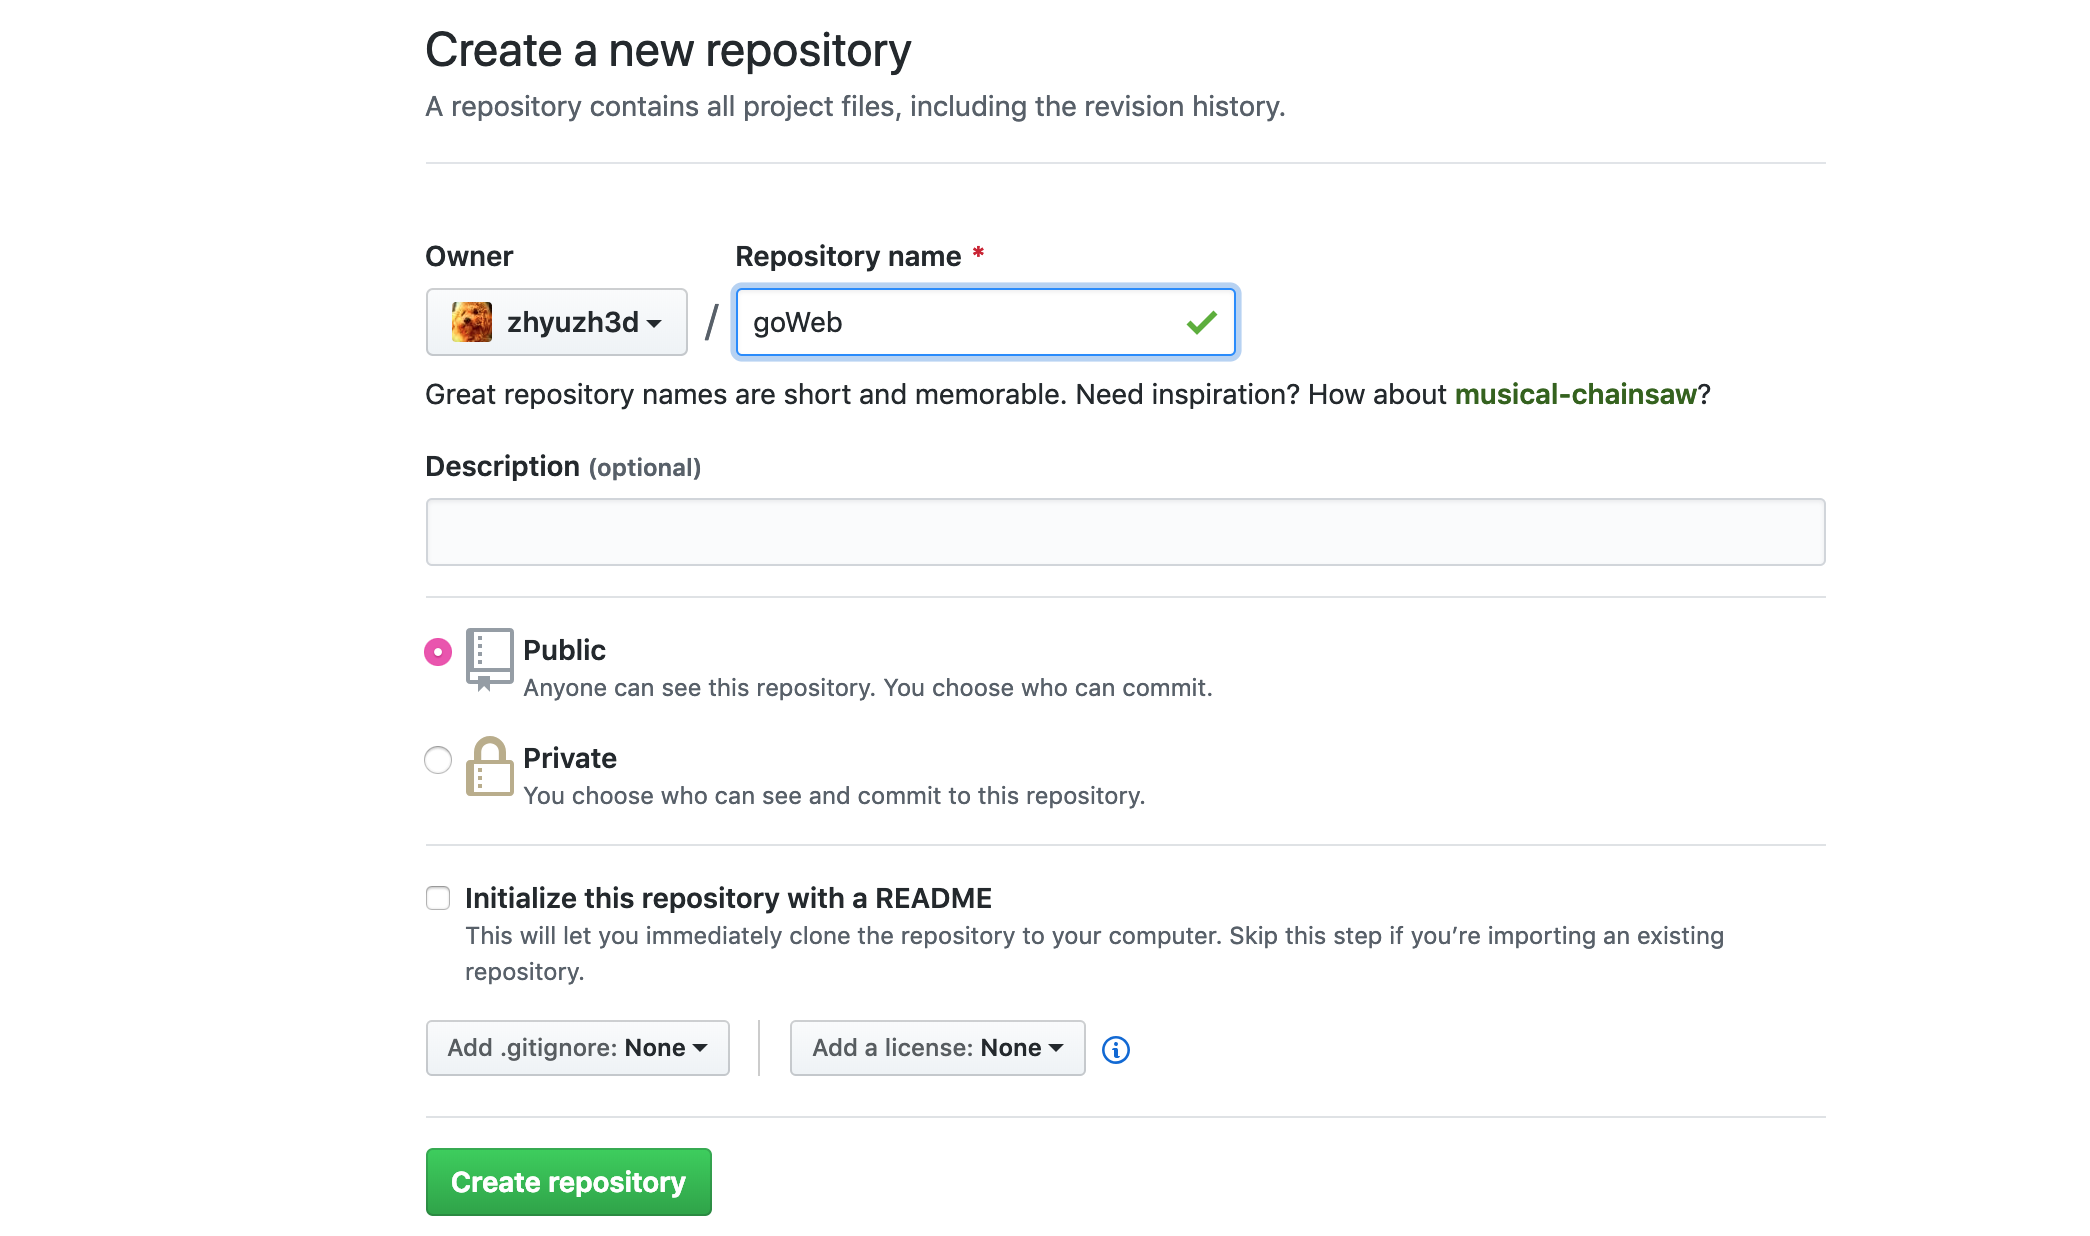 Create a new repository
A repository contains all project files, including the revision history.
Owner
Repository name *
zhyuzh3d / goWeb
Great repository names are short and memorable. Need inspiration? How about musical-chainsaw?
Description (optional)
Public
Anyone can see this repository. You choose who can commit.
Private
You choose who can see and commit to this repository.
Initialize this repository with a README
This will let you immediately clone the repository to your computer. Skip this step if you’re importing an existing
repository.
Add .gitignore: None
Add a license: None
Create repository